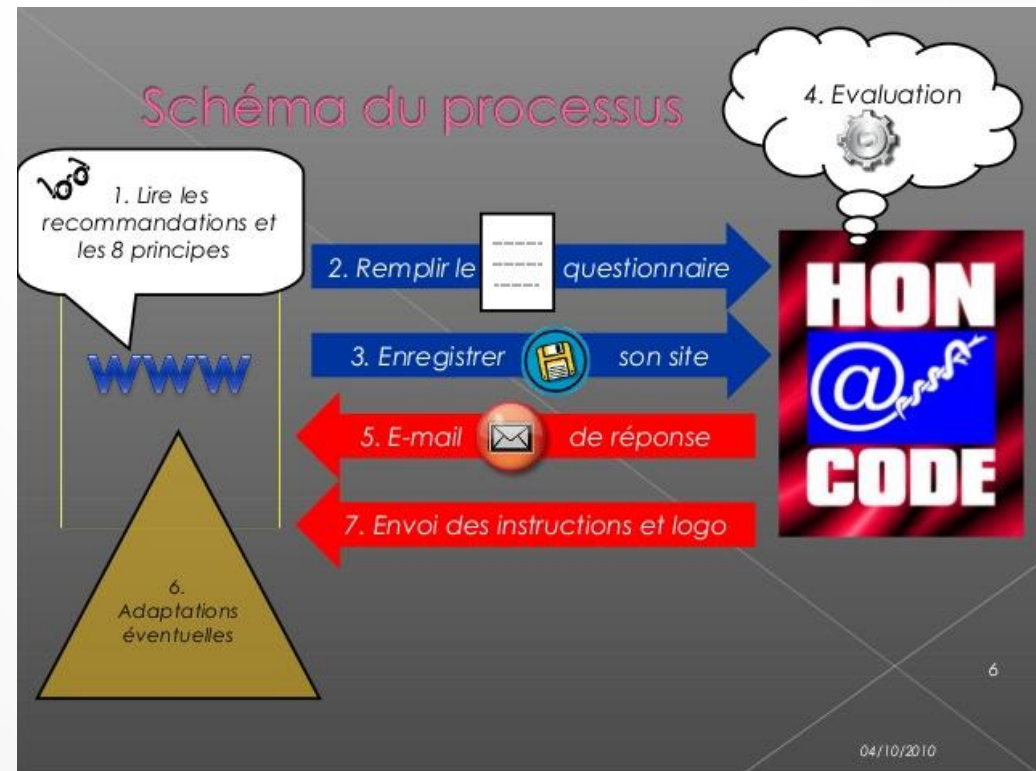 Schéma du processus
4. Evaluation
1. Lire les
recommandations et
les 8 principes
2. Remplir le questionnaire
WWW
3. Enregistrer son site
5. E-mail de réponse
7. Envoi des instructions et logo
6.
Adaptations
éventuelles
HON
@
CODE
6
04/10/2010